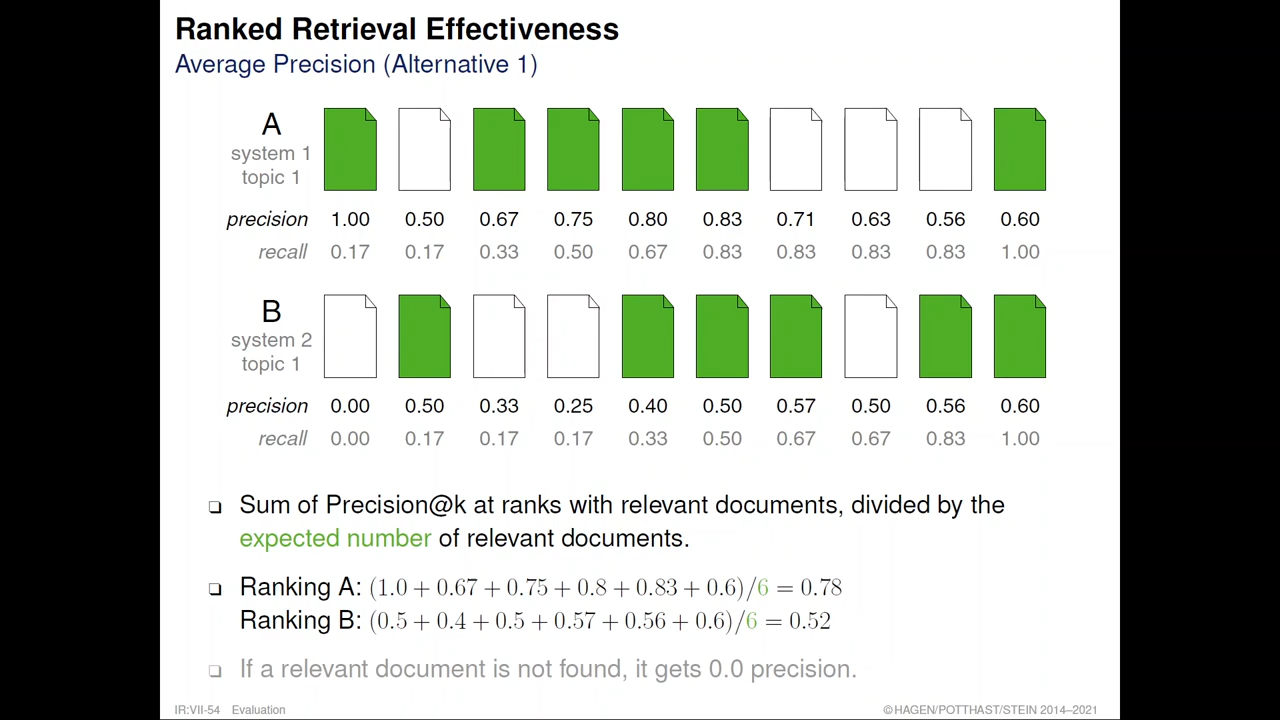 Ranked Retrieval Effectiveness
Average Precision (Alternative 1)
A
system 1
topic 1
precision 1.00 0.50 0.67 0.75 0.80 0.83 0.71 0.63 0.56 0.60
recall 0.17 0.17 0.33 0.50 0.67 0.83 0.83 0.83 0.83 1.00
B
system 2
topic 1
precision 0.00 0.50 0.33 0.25 0.40 0.50 0.57 0.50 0.56 0.60
recall 0.00 0.17 0.17 0.17 0.33 0.50 0.67 0.67 0.83 1.00
❑ Sum of Precision@k at ranks with relevant documents, divided by the
expected number of relevant documents.
❑ Ranking A: (1.0 + 0.67 + 0.75 + 0.8 + 0.83 + 0.6)/6 = 0.78
Ranking B: (0.5 + 0.4 + 0.5 + 0.57 + 0.56 + 0.6)/6 = 0.52
❑ If a relevant document is not found, it gets 0.0 precision.
IR:VII-54 Evaluation ©HAGEN/POTTHAST/STEIN 2014–2021